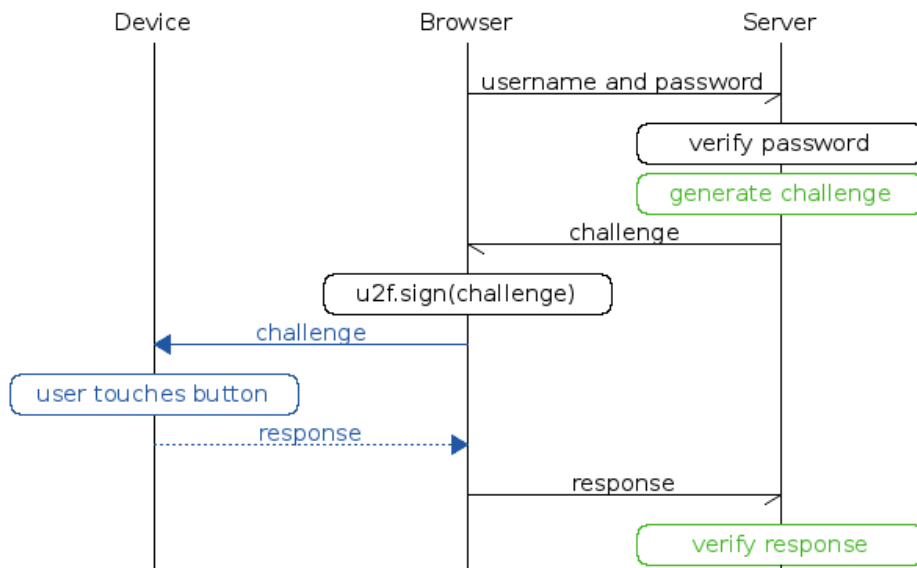 Device Browser Server
username and password
verify password
generate challenge
challenge
u2f.sign(challenge)
challenge
user touches button
response
response
verify response